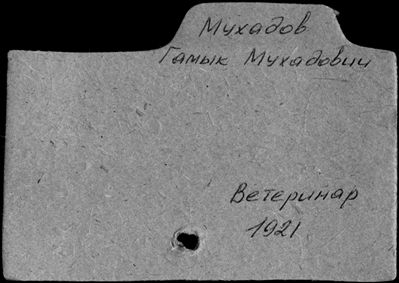 Мухадов
Гамык Мухадович
Ветеринар
1921